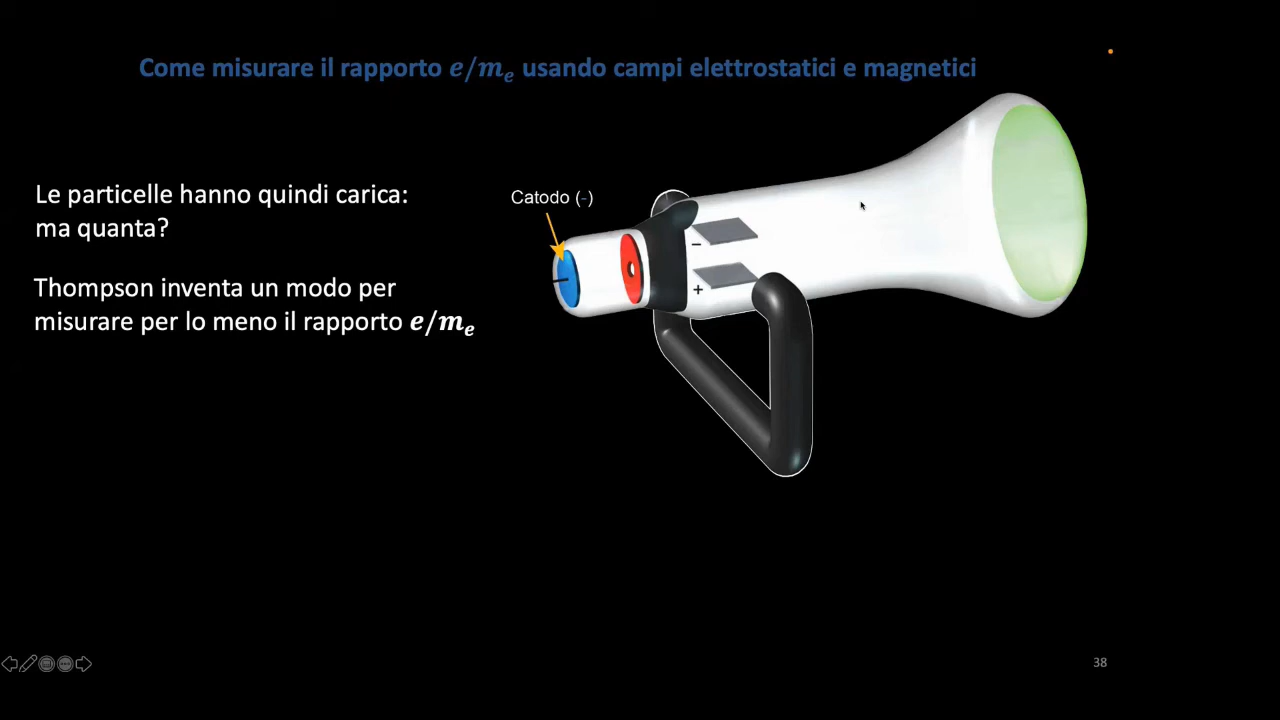 Come misurare il rapporto e/mₑ usando campi elettrostatici e magnetici
Le particelle hanno quindi carica:
ma quanta?
Catodo (-)
Thompson inventa un modo per
misurare per lo meno il rapporto e/mₑ
−
+
38